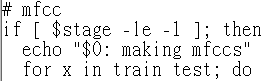 # mfcc
if [ $stage -le -1 ]; then
  echo "$0: making mfccs"
  for x in train test; do